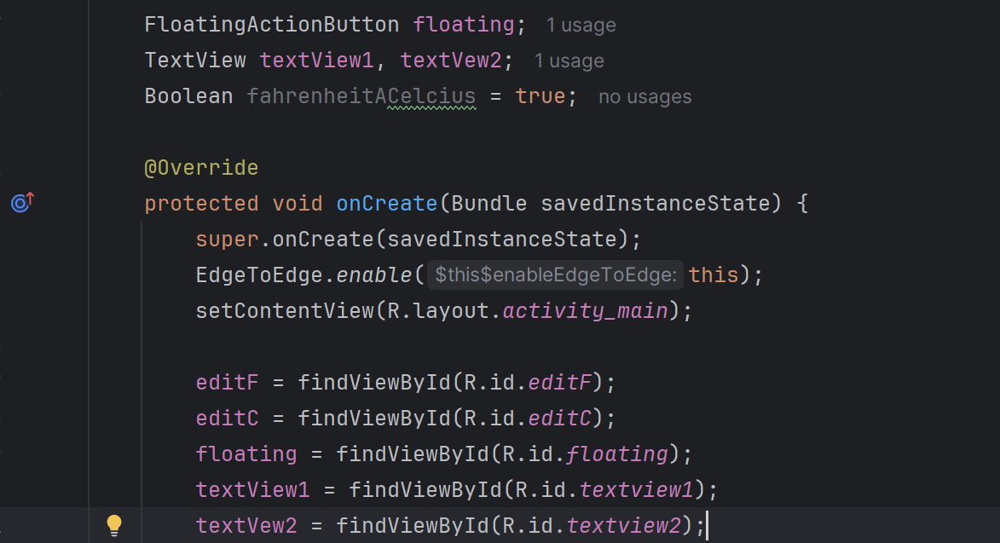 FloatingActionButton floating; 1 usage
TextView textView1, textVew2; 1 usage
Boolean fahrenheitACelcius = true; no usages
@Override
protected void onCreate(Bundle savedInstanceState) {
super.onCreate(savedInstanceState);
EdgeToEdge.enable( $this$enableEdgeToEdge: this);
setContentView(R.layout.activity_main);
editF = findViewById(R.id.editF);
editC = findViewById(R.id.editC);
floating = findViewById(R.id.floating);
textView1 = findViewById(R.id.textview1);
textVew2 = findViewById(R.id.textview2);